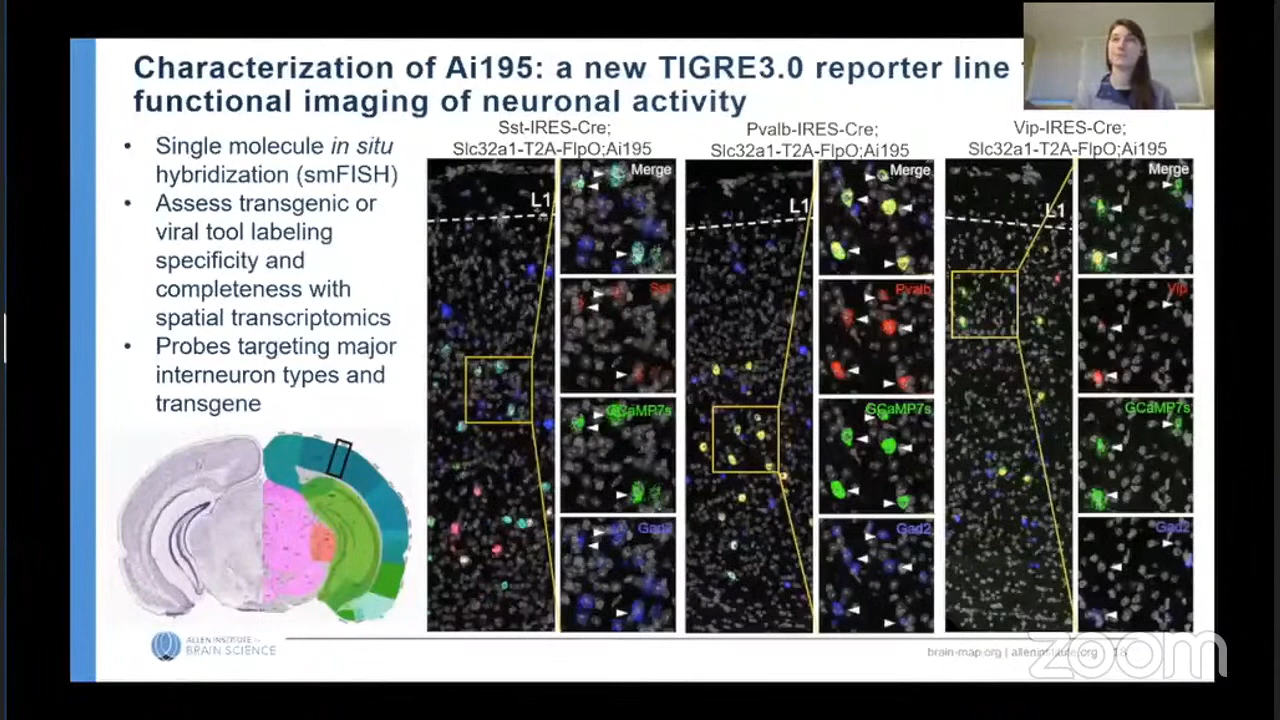 Characterization of Ai195: a new TIGRE3.0 reporter line
functional imaging of neuronal activity
• Single molecule in situ
hybridization (smFISH)
• Assess transgenic or
viral tool labeling
specificity and
completeness with
spatial transcriptomics
• Probes targeting major
interneuron types and
transgene
Sst-IRES-Cre;
Slc32a1-T2A-FlpO;Ai195
L1
Merge
Sst
GCaMP7s
Gad2
Pvalb-IRES-Cre;
Slc32a1-T2A-FlpO;Ai195
L1
Merge
Pvalb
GCaMP7s
Gad2
Vip-IRES-Cre;
Slc32a1-T2A-FlpO;Ai195
L1
Merge
Vip
GCaMP7s
Gad2
ALLEN INSTITUTE for
BRAIN SCIENCE
brain-map.org | alleninstitute.org | 18
zoom